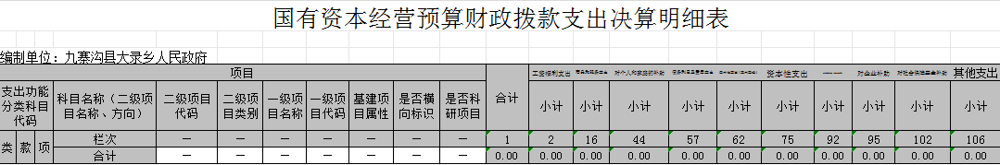 国有资本经营预算财政拨款支出决算明细表
编制单位：九寨沟县大录乡人民政府
项目 合计 工资福利支出 商品和服务支出 对个人和家庭的补助 债务利息及费用支出 资本性支出 对企业补助 对社会保障基金补助 其他支出
支出功能分类科目代码 科目名称（二级项目名称、方向） 二级项目代码 二级项目类别 一级项目名称 一级项目代码 基建项目属性 是否横向标识 是否科研项目 小计 小计 小计 小计 小计 小计 小计 小计 小计 小计
类 款 项 栏次 — — — — — — — 1 2 16 44 57 62 75 92 95 102 106
合计 — — — — — — — 0.00 0.00 0.00 0.00 0.00 0.00 0.00 0.00 0.00 0.00 0.00